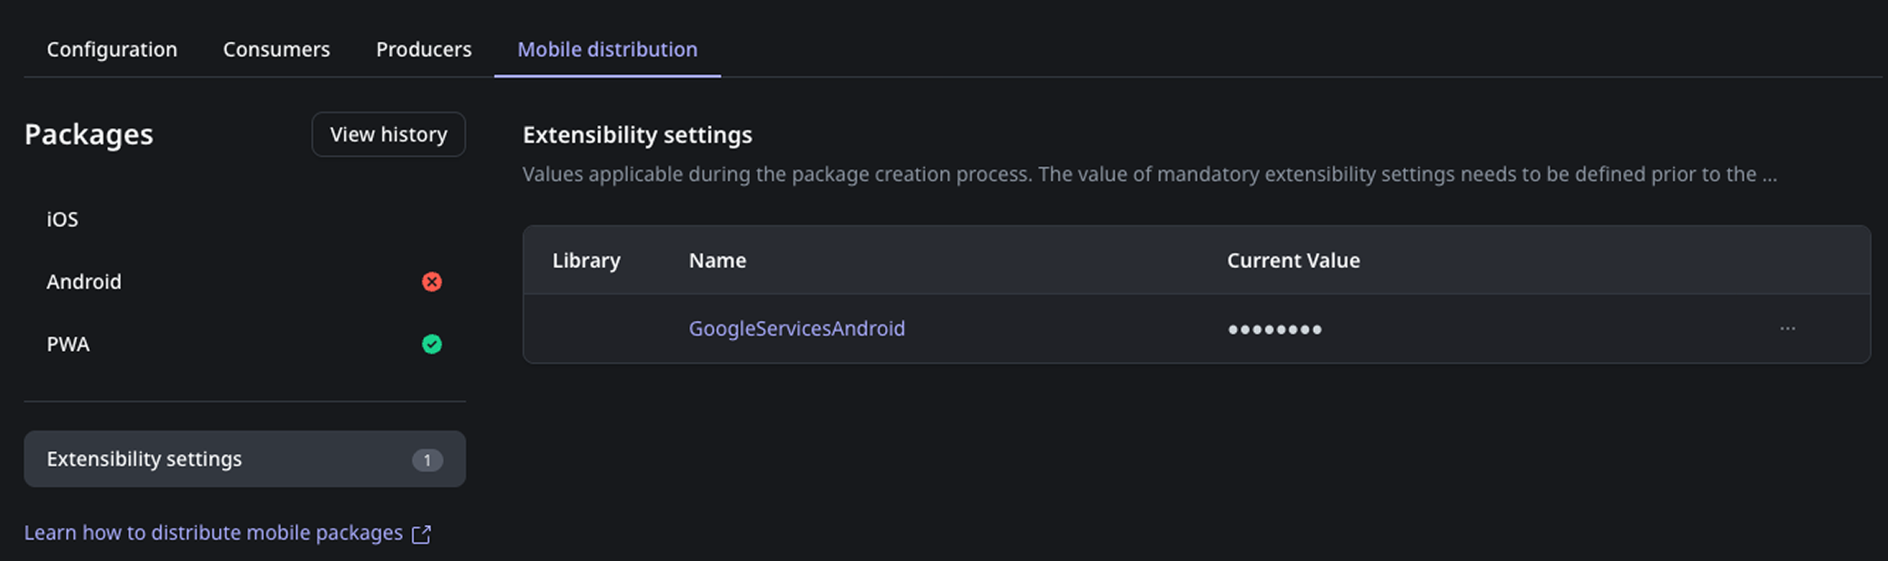 Configuration Consumers Producers Mobile distribution
Packages
View history
iOS
Android
PWA
Extensibility settings 1
Learn how to distribute mobile packages
Extensibility settings
Values applicable during the package creation process. The value of mandatory extensibility settings needs to be defined prior to the ...
Library Name Current Value
GoogleServicesAndroid ●●●●●●●● ...